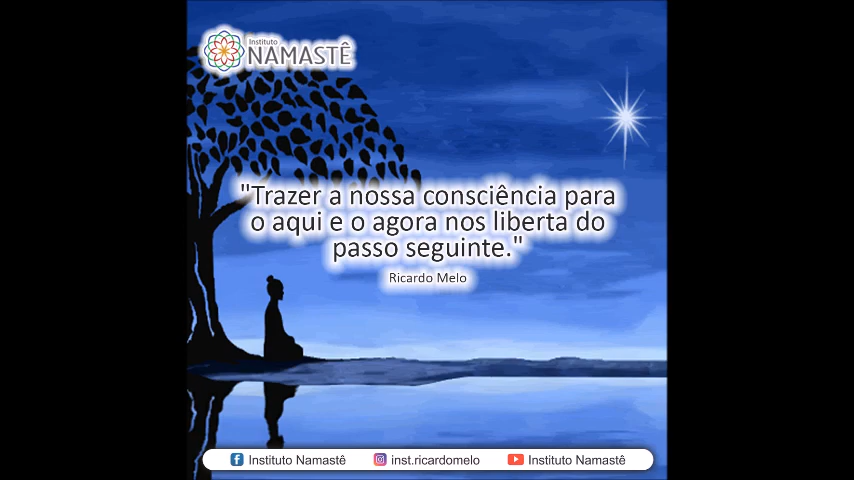 Instituto
NAMASTÊ
"Trazer a nossa consciência para
o aqui e o agora nos liberta do
passo seguinte."
Ricardo Melo
Instituto Namastê inst.ricardomelo Instituto Namastê